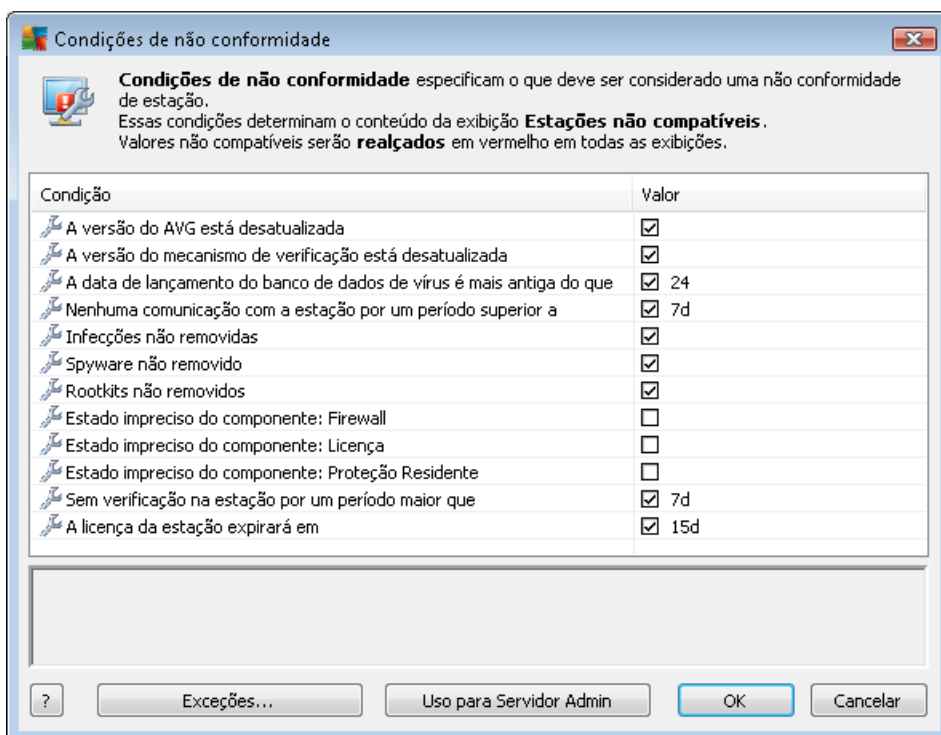 Condições de não conformidade
Condições de não conformidade especificam o que deve ser considerado uma não conformidade
de estação.
Essas condições determinam o conteúdo da exibição Estações não compatíveis.
Valores não compatíveis serão realçados em vermelho em todas as exibições.
Condição Valor
A versão do AVG está desatualizada
A versão do mecanismo de verificação está desatualizada
A data de lançamento do banco de dados de vírus é mais antiga do que 24
Nenhuma comunicação com a estação por um período superior a 7d
Infecções não removidas
Spyware não removido
Rootkits não removidos
Estado impreciso do componente: Firewall
Estado impreciso do componente: Licença
Estado impreciso do componente: Proteção Residente
Sem verificação na estação por um período maior que 7d
A licença da estação expirará em 15d
? Exceções... Uso para Servidor Admin OK Cancelar